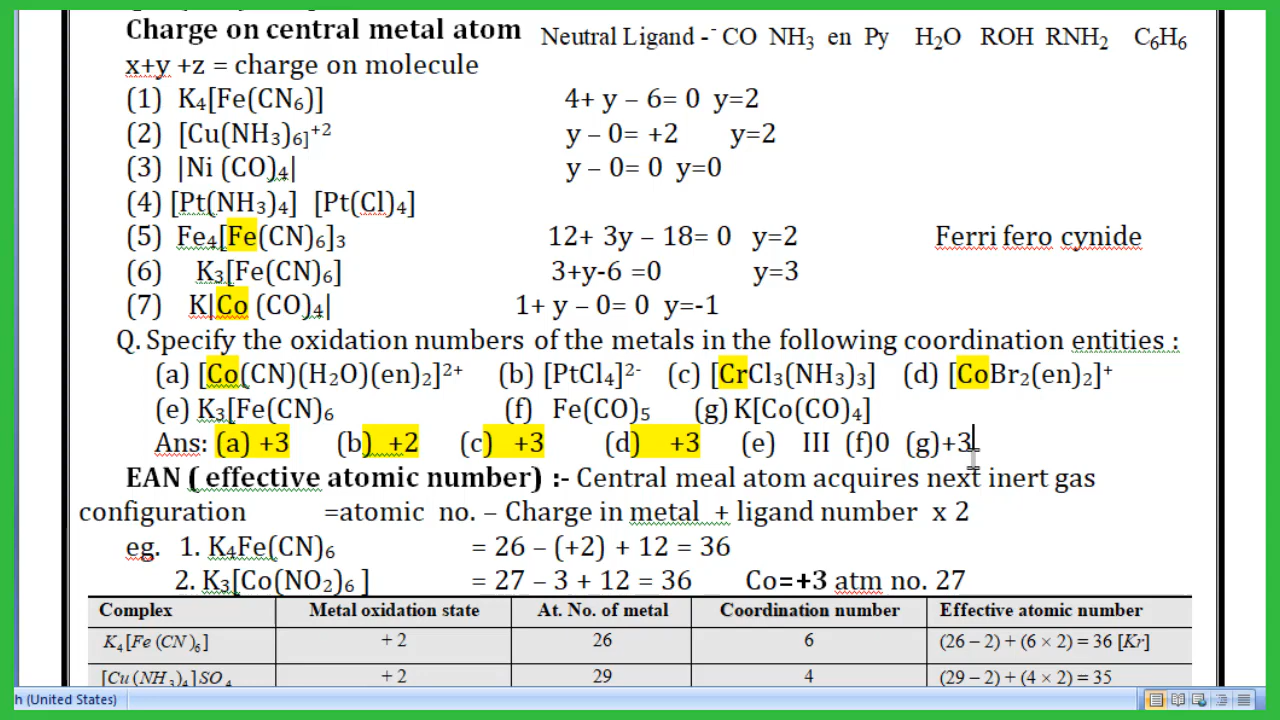 Charge on central metal atom Neutral Ligand -⁻ CO NH₃ en Py H₂O ROH RNH₂ C₆H₆
x+y +z = charge on molecule
(1) K₄[Fe(CN₆)] 4+ y – 6= 0 y=2
(2) [Cu(NH₃)₆]⁺² y – 0= +2 y=2
(3) |Ni (CO)₄| y – 0= 0 y=0
(4) [Pt(NH₃)₄] [Pt(Cl)₄]
(5) Fe₄[Fe(CN)₆]₃ 12+ 3y – 18= 0 y=2 Ferri fero cynide
(6) K₃[Fe(CN)₆] 3+y-6 =0 y=3
(7) K|Co (CO)₄| 1+ y – 0= 0 y=-1
Q. Specify the oxidation numbers of the metals in the following coordination entities :
(a) [Co(CN)(H₂O)(en)₂]²⁺ (b) [PtCl₄]²⁻ (c) [CrCl₃(NH₃)₃] (d) [CoBr₂(en)₂]⁺
(e) K₃[Fe(CN)₆ (f) Fe(CO)₅ (g) K[Co(CO)₄]
Ans: (a) +3 (b) +2 (c) +3 (d) +3 (e) III (f)0 (g)+3
EAN ( effective atomic number) :- Central meal atom acquires next inert gas
configuration =atomic no. – Charge in metal + ligand number x 2
eg. 1. K₄Fe(CN)₆ = 26 – (+2) + 12 = 36
2. K₃[Co(NO₂)₆ ] = 27 – 3 + 12 = 36 Co=+3 atm no. 27
Complex Metal oxidation state At. No. of metal Coordination number Effective atomic number
K₄[Fe(CN)₆] + 2 26 6 (26 – 2) + (6 × 2) = 36 [Kr]
[Cu(NH₃)₄]SO₄ + 2 29 4 (29 – 2) + (4 × 2) = 35
h (United States)